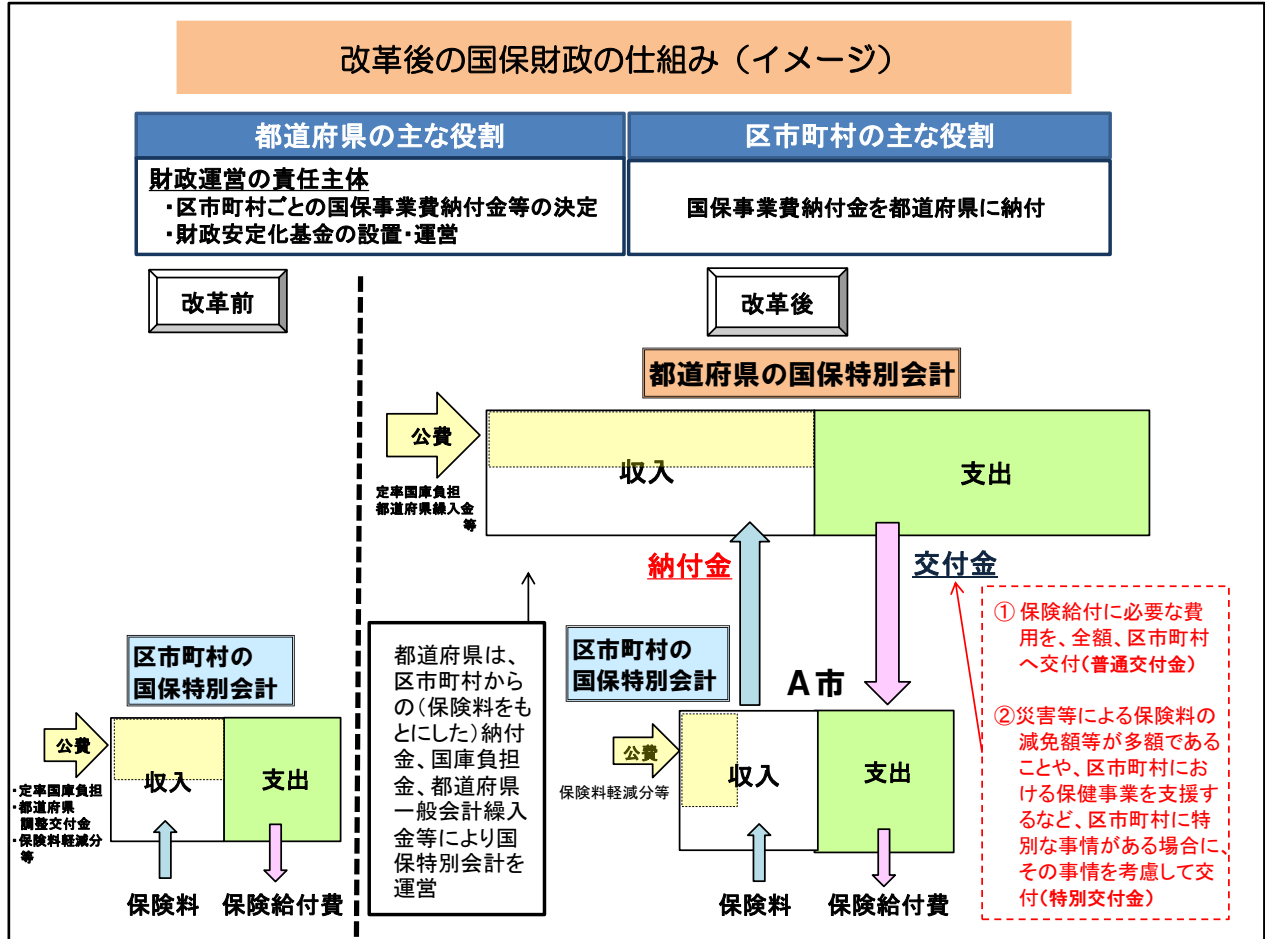 改革後の国保財政の仕組み（イメージ）
都道府県の主な役割
区市町村の主な役割
財政運営の責任主体
・区市町村ごとの国保事業費納付金等の決定
・財政安定化基金の設置・運営
国保事業費納付金を都道府県に納付
改革前
改革後
都道府県の国保特別会計
公費
定率国庫負担
都道府県繰入金
等
収入
支出
納付金
交付金
区市町村の
国保特別会計
公費
・定率国庫負担
・都道府県
調整交付金
・保険料軽減分
等
収入
支出
保険料
保険給付費
都道府県は、
区市町村から
の（保険料をも
とにした）納付
金、国庫負担
金、都道府県
一般会計繰入
金等により国
保特別会計を
運営
区市町村の
国保特別会計
A市
公費
保険料軽減分等
収入
支出
保険料
保険給付費
① 保険給付に必要な費
用を、全額、区市町村
へ交付（普通交付金）
②災害等による保険料の
減免額等が多額である
ことや、区市町村にお
ける保健事業を支援す
るなど、区市町村に特
別な事情がある場合に、
その事情を考慮して交
付（特別交付金）